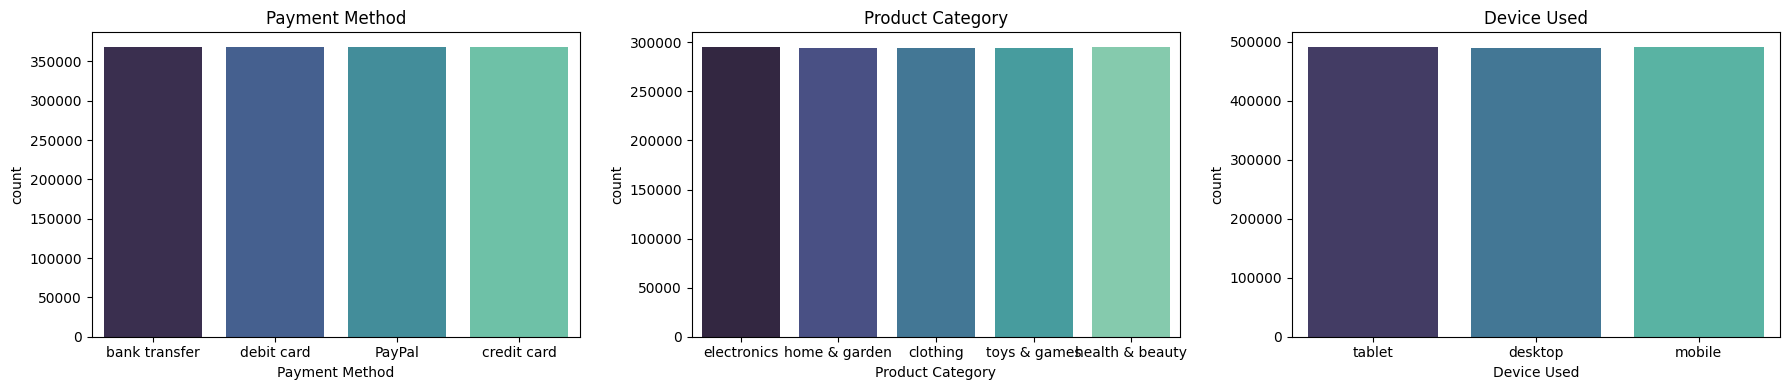 Payment Method
350000
300000
250000
200000
150000
100000
50000
0
count
bank transfer
debit card
PayPal
credit card
Payment Method
Product Category
300000
250000
200000
150000
100000
50000
0
count
electronics
home & garden
clothing
toys & games
health & beauty
Product Category
Device Used
500000
400000
300000
200000
100000
0
count
tablet
desktop
mobile
Device Used